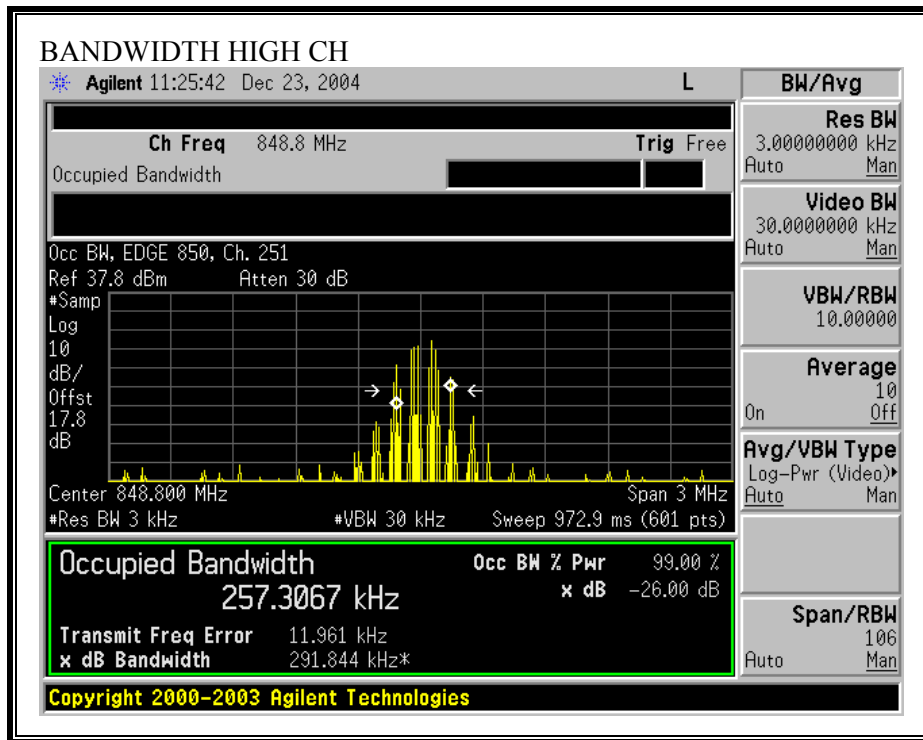 BANDWIDTH HIGH CH
Agilent 11:25:42 Dec 23, 2004 L
Ch Freq 848.8 MHz Trig Free
Occupied Bandwidth
Occ BW, EDGE 850, Ch. 251
Ref 37.8 dBm Atten 30 dB
#Samp
Log
10
dB/
Offst
17.8
dB
Center 848.800 MHz Span 3 MHz
#Res BW 3 kHz #VBW 30 kHz Sweep 972.9 ms (601 pts)
Occupied Bandwidth Occ BW % Pwr 99.00 %
257.3067 kHz x dB -26.00 dB
Transmit Freq Error 11.961 kHz
x dB Bandwidth 291.844 kHz*
Copyright 2000-2003 Agilent Technologies
BW/Avg
Res BW
3.00000000 kHz
Auto Man
Video BW
30.0000000 kHz
Auto Man
VBW/RBW
10.00000
Average
10
On Off
Avg/VBW Type
Log-Pwr (Video)▸
Auto Man
Span/RBW
106
Auto Man